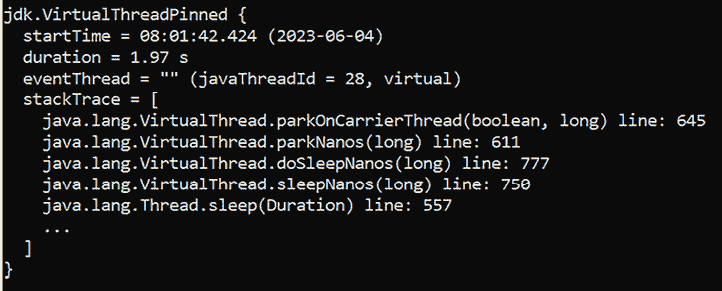 jdk.VirtualThreadPinned {
startTime = 08:01:42.424 (2023-06-04)
duration = 1.97 s
eventThread = "" (javaThreadId = 28, virtual)
stackTrace = [
java.lang.VirtualThread.parkOnCarrierThread(boolean, long) line: 645
java.lang.VirtualThread.parkNanos(long) line: 611
java.lang.VirtualThread.doSleepNanos(long) line: 777
java.lang.VirtualThread.sleepNanos(long) line: 750
java.lang.Thread.sleep(Duration) line: 557
...
]
}